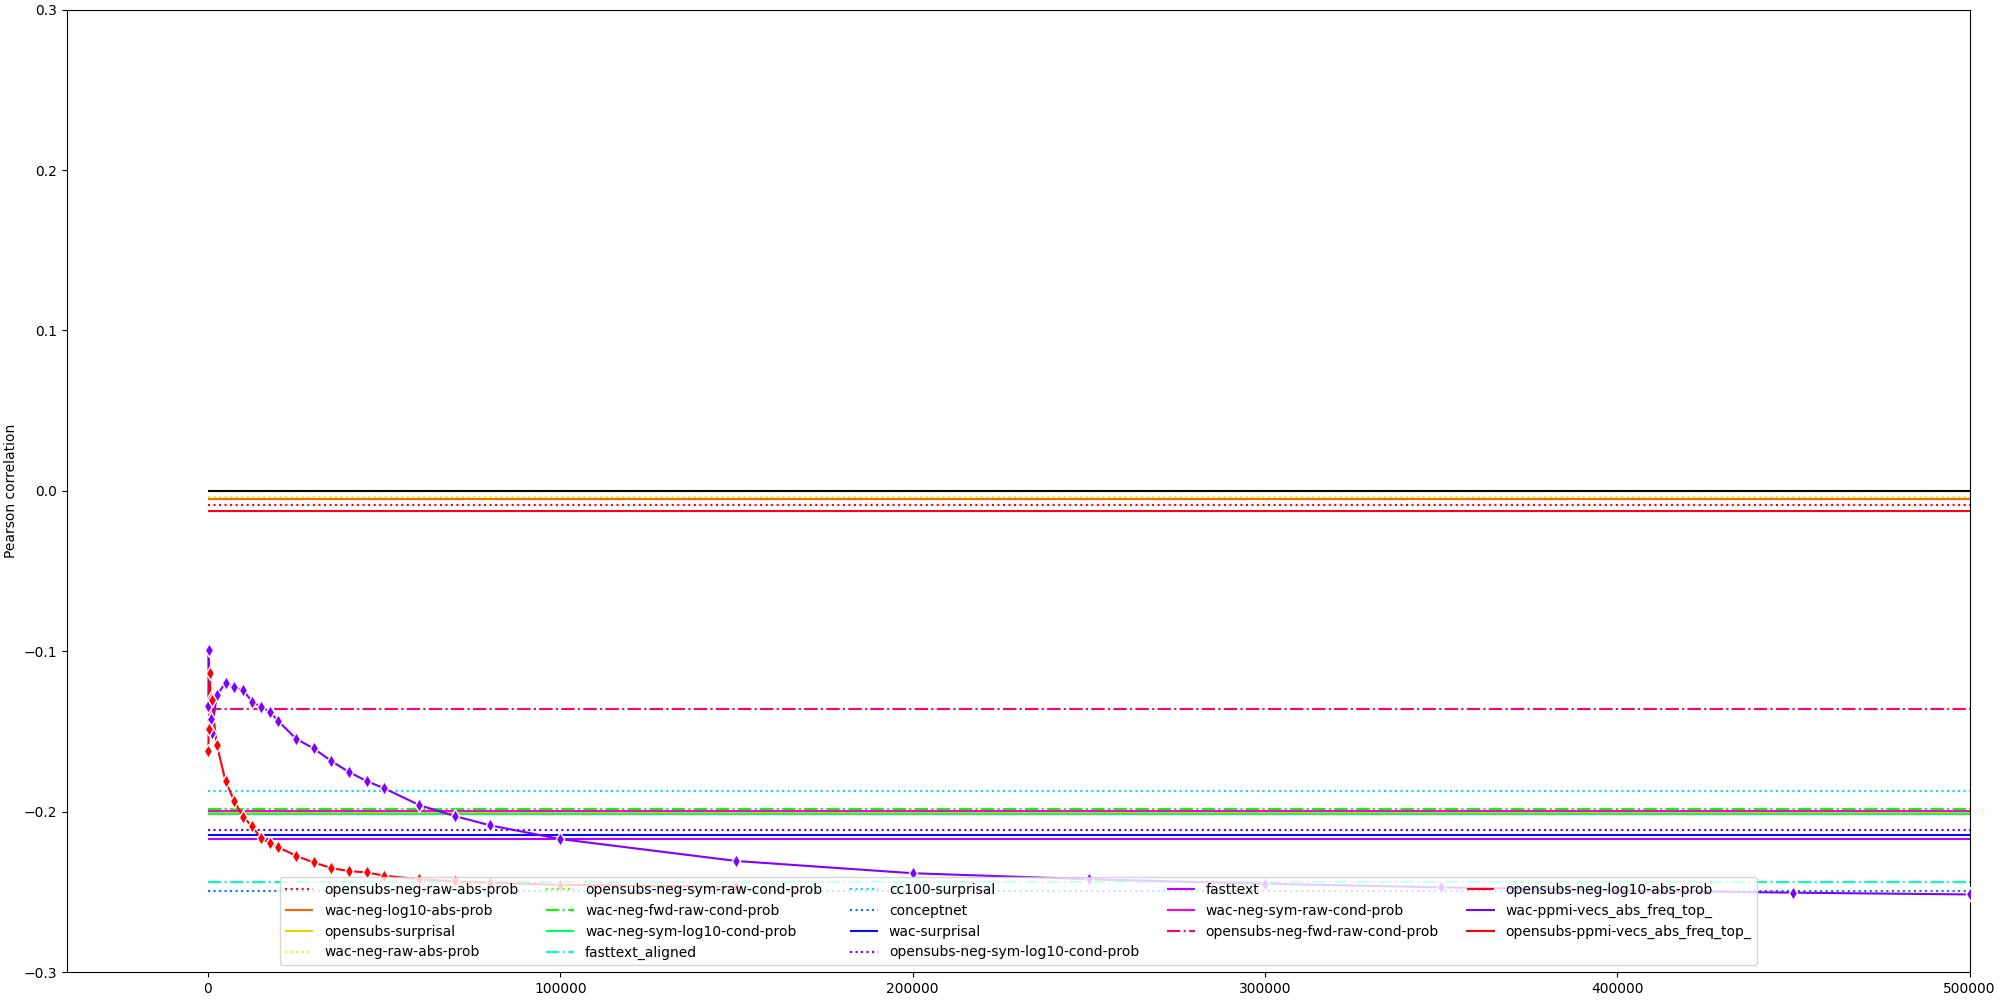 0.3
0.2
0.1
0.0
−0.1
−0.2
−0.3
Pearson correlation
0
100000
200000
300000
400000
500000
opensubs-neg-raw-abs-prob
wac-neg-log10-abs-prob
opensubs-surprisal
wac-neg-raw-abs-prob
opensubs-neg-sym-raw-cond-prob
wac-neg-fwd-raw-cond-prob
wac-neg-sym-log10-cond-prob
fasttext_aligned
cc100-surprisal
conceptnet
wac-surprisal
opensubs-neg-sym-log10-cond-prob
fasttext
wac-neg-sym-raw-cond-prob
opensubs-neg-fwd-raw-cond-prob
opensubs-neg-log10-abs-prob
wac-ppmi-vecs_abs_freq_top_
opensubs-ppmi-vecs_abs_freq_top_